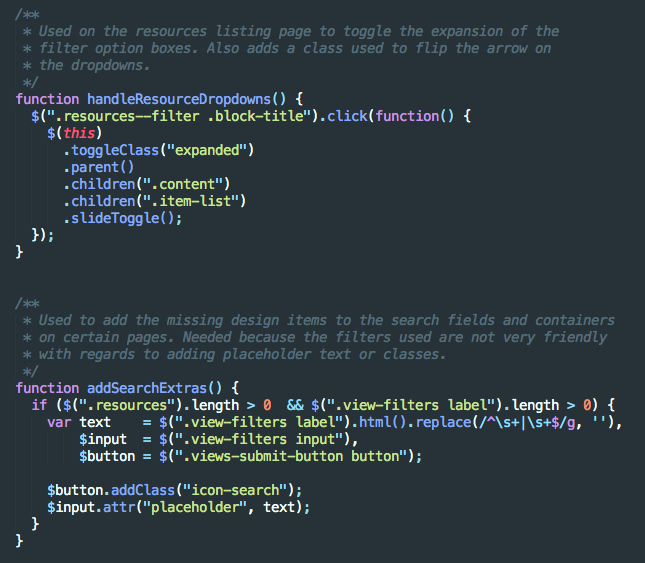 /**
 * Used on the resources listing page to toggle the expansion of the
 * filter option boxes. Also adds a class used to flip the arrow on
 * the dropdowns.
 */
function handleResourceDropdowns() {
  $(".resources--filter .block-title").click(function() {
    $(this)
      .toggleClass("expanded")
      .parent()
      .children(".content")
      .children(".item-list")
      .slideToggle();
  });
}

/**
 * Used to add the missing design items to the search fields and containers
 * on certain pages. Needed because the filters used are not very friendly
 * with regards to adding placeholder text or classes.
 */
function addSearchExtras() {
  if ($(".resources").length > 0  && $(".view-filters label").length > 0) {
    var text    = $(".view-filters label").html().replace(/^\s+|\s+$/g, ''),
        $input  = $(".view-filters input"),
        $button = $(".views-submit-button button");

    $button.addClass("icon-search");
    $input.attr("placeholder", text);
  }
}